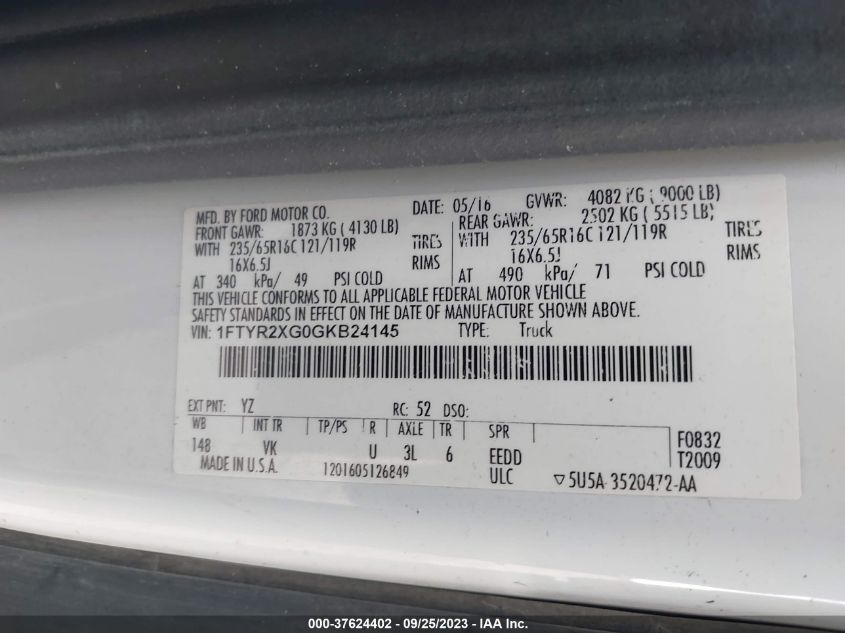 MFD. BY FORD MOTOR CO.
DATE: 05/16 GVWR: 4082 KG ( 9000 LB)
FRONT GAWR: 1873 KG ( 4130 LB) REAR GAWR: 2502 KG ( 5515 LB)
WITH 235/65R16C 121/119R TIRES WITH 235/65R16C 121/119R TIRES
16X6.5J RIMS 16X6.5J RIMS
AT 340 kPa/ 49 PSI COLD AT 490 kPa/ 71 PSI COLD
THIS VEHICLE CONFORMS TO ALL APPLICABLE FEDERAL MOTOR VEHICLE
SAFETY STANDARDS IN EFFECT ON THE DATE OF MANUFACTURE SHOWN ABOVE.
VIN: 1FTYR2XG0GKB24145 TYPE: Truck
EXT PNT: YZ RC: 52 DSO:
WB INT TR TP/PS R AXLE TR SPR
148 VK U 3L 6 EEDD F0832
MADE IN U.S.A. 1201605126849 ULC T2009
▽5U5A-3520472-AA
000-37624402 - 09/25/2023 - IAA Inc.